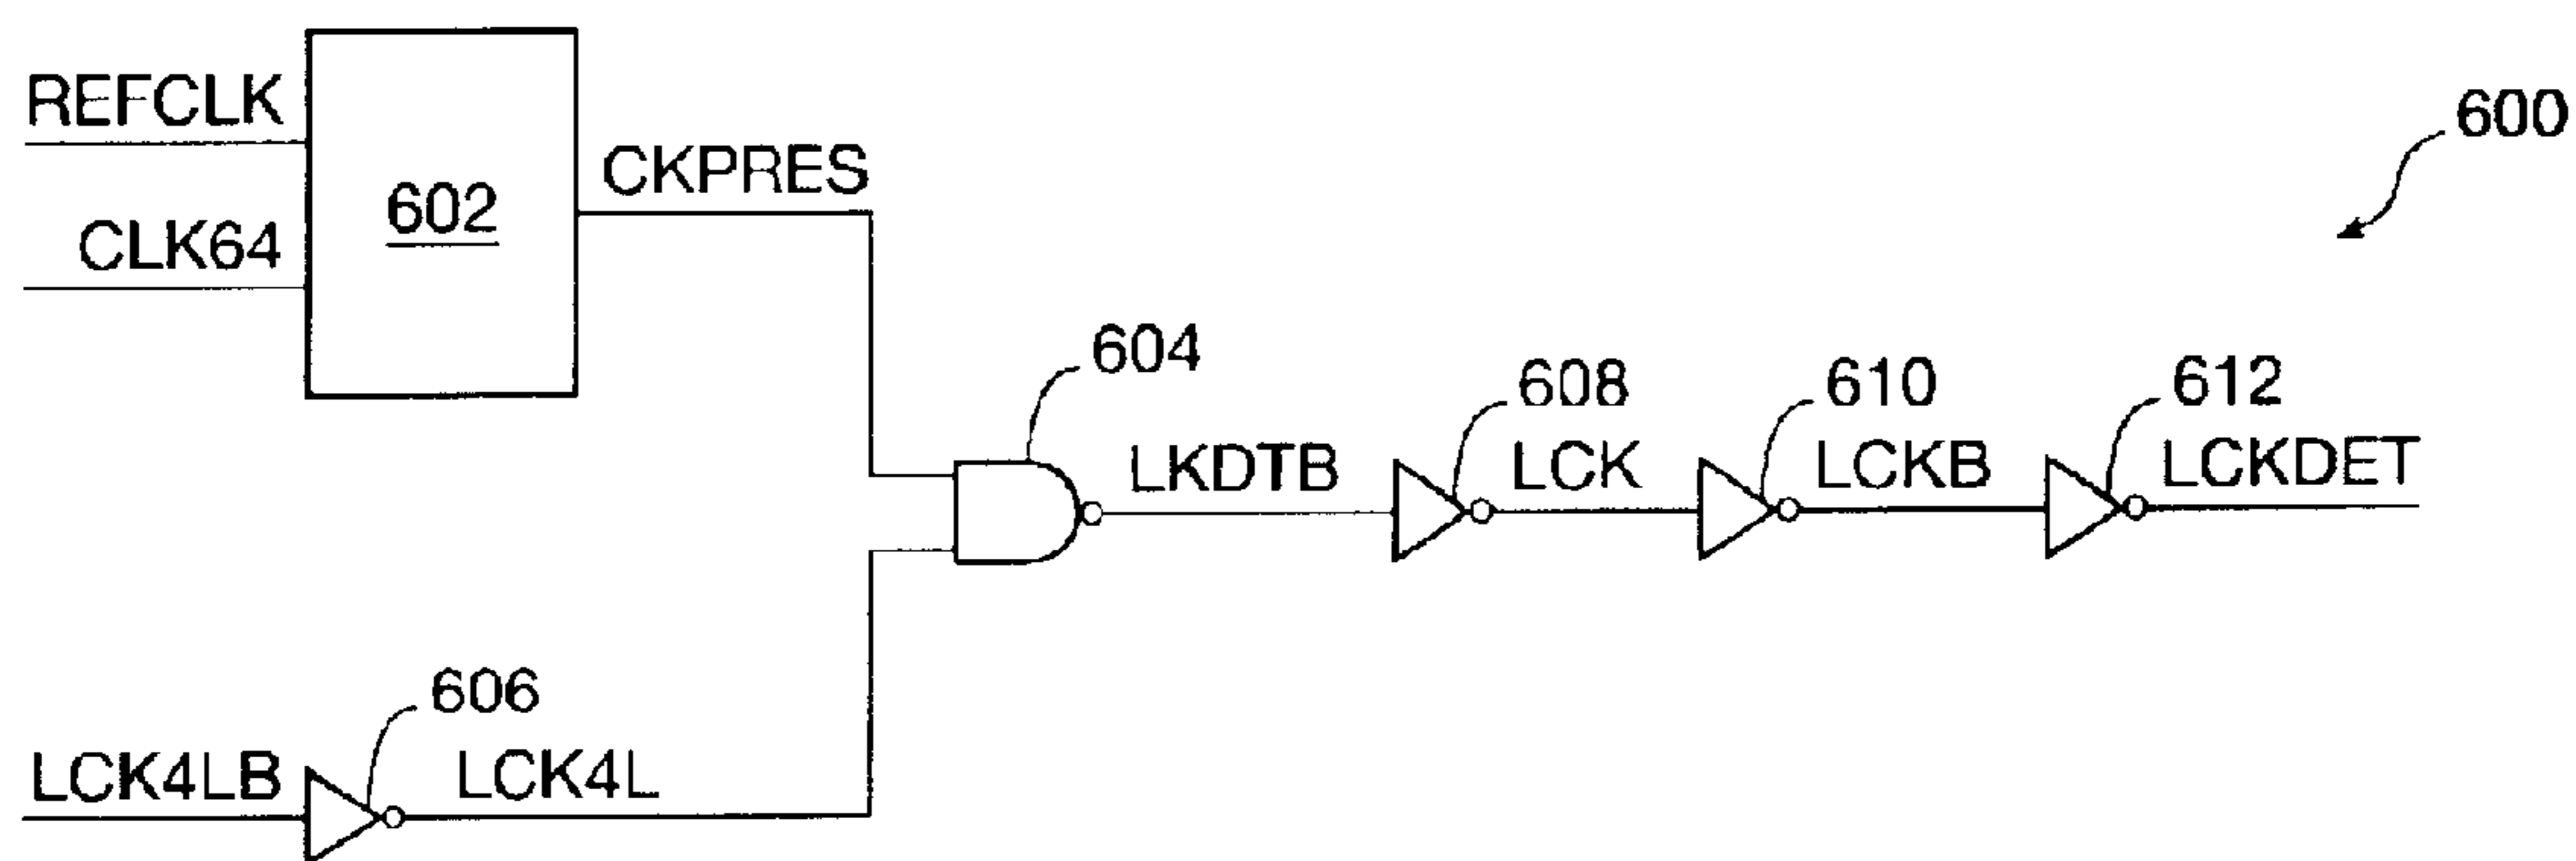 REFCLK
CLK64
602
CKPRES
600
604
LKDTB
608
LCK
610
LCKB
612
LCKDET
606
LCK4LB
LCK4L